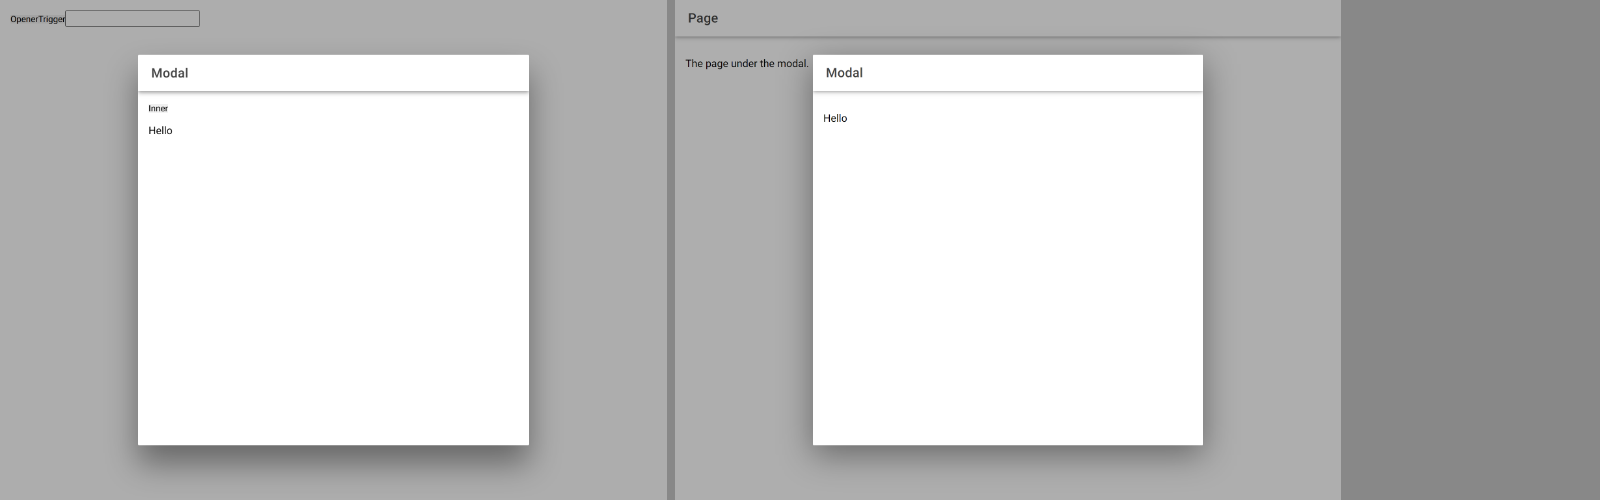 OpenerTrigger
Modal
Inner
Hello
Page
The page under the modal.
Modal
Hello